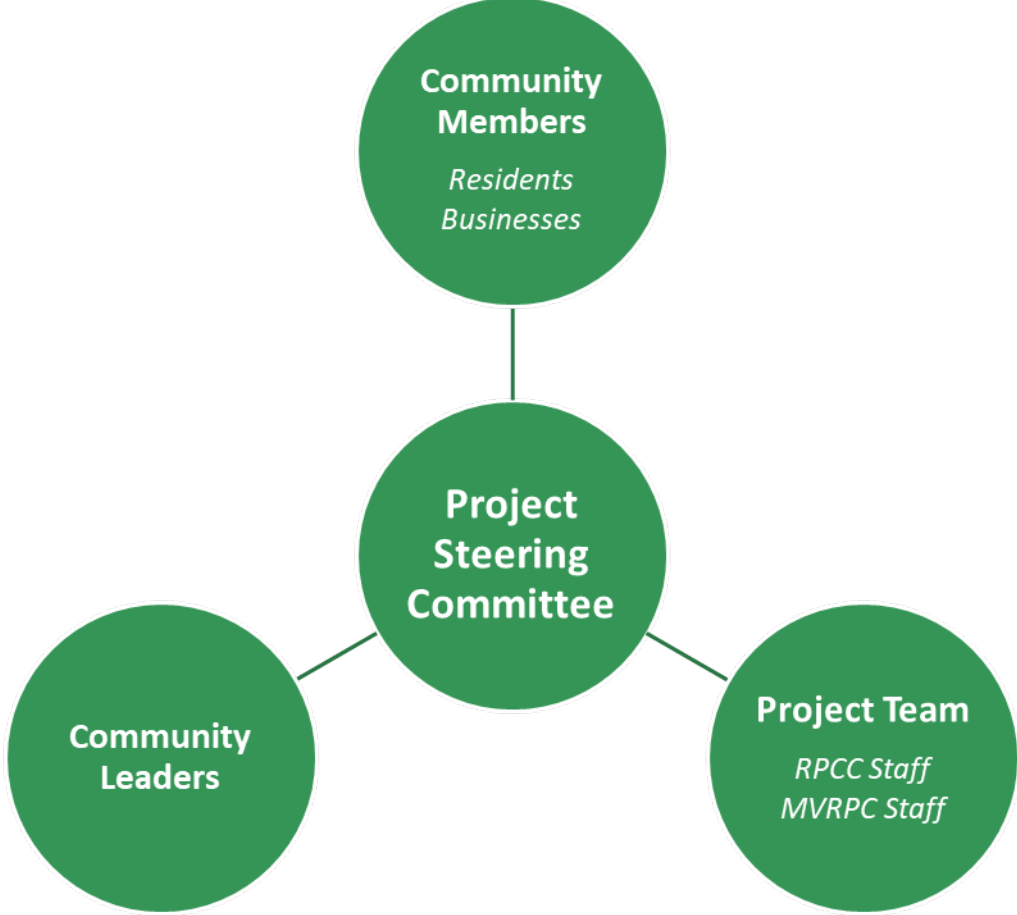 Community
Members
Residents
Businesses
Project
Steering
Committee
Community
Leaders
Project Team
RPCC Staff
MVRPC Staff